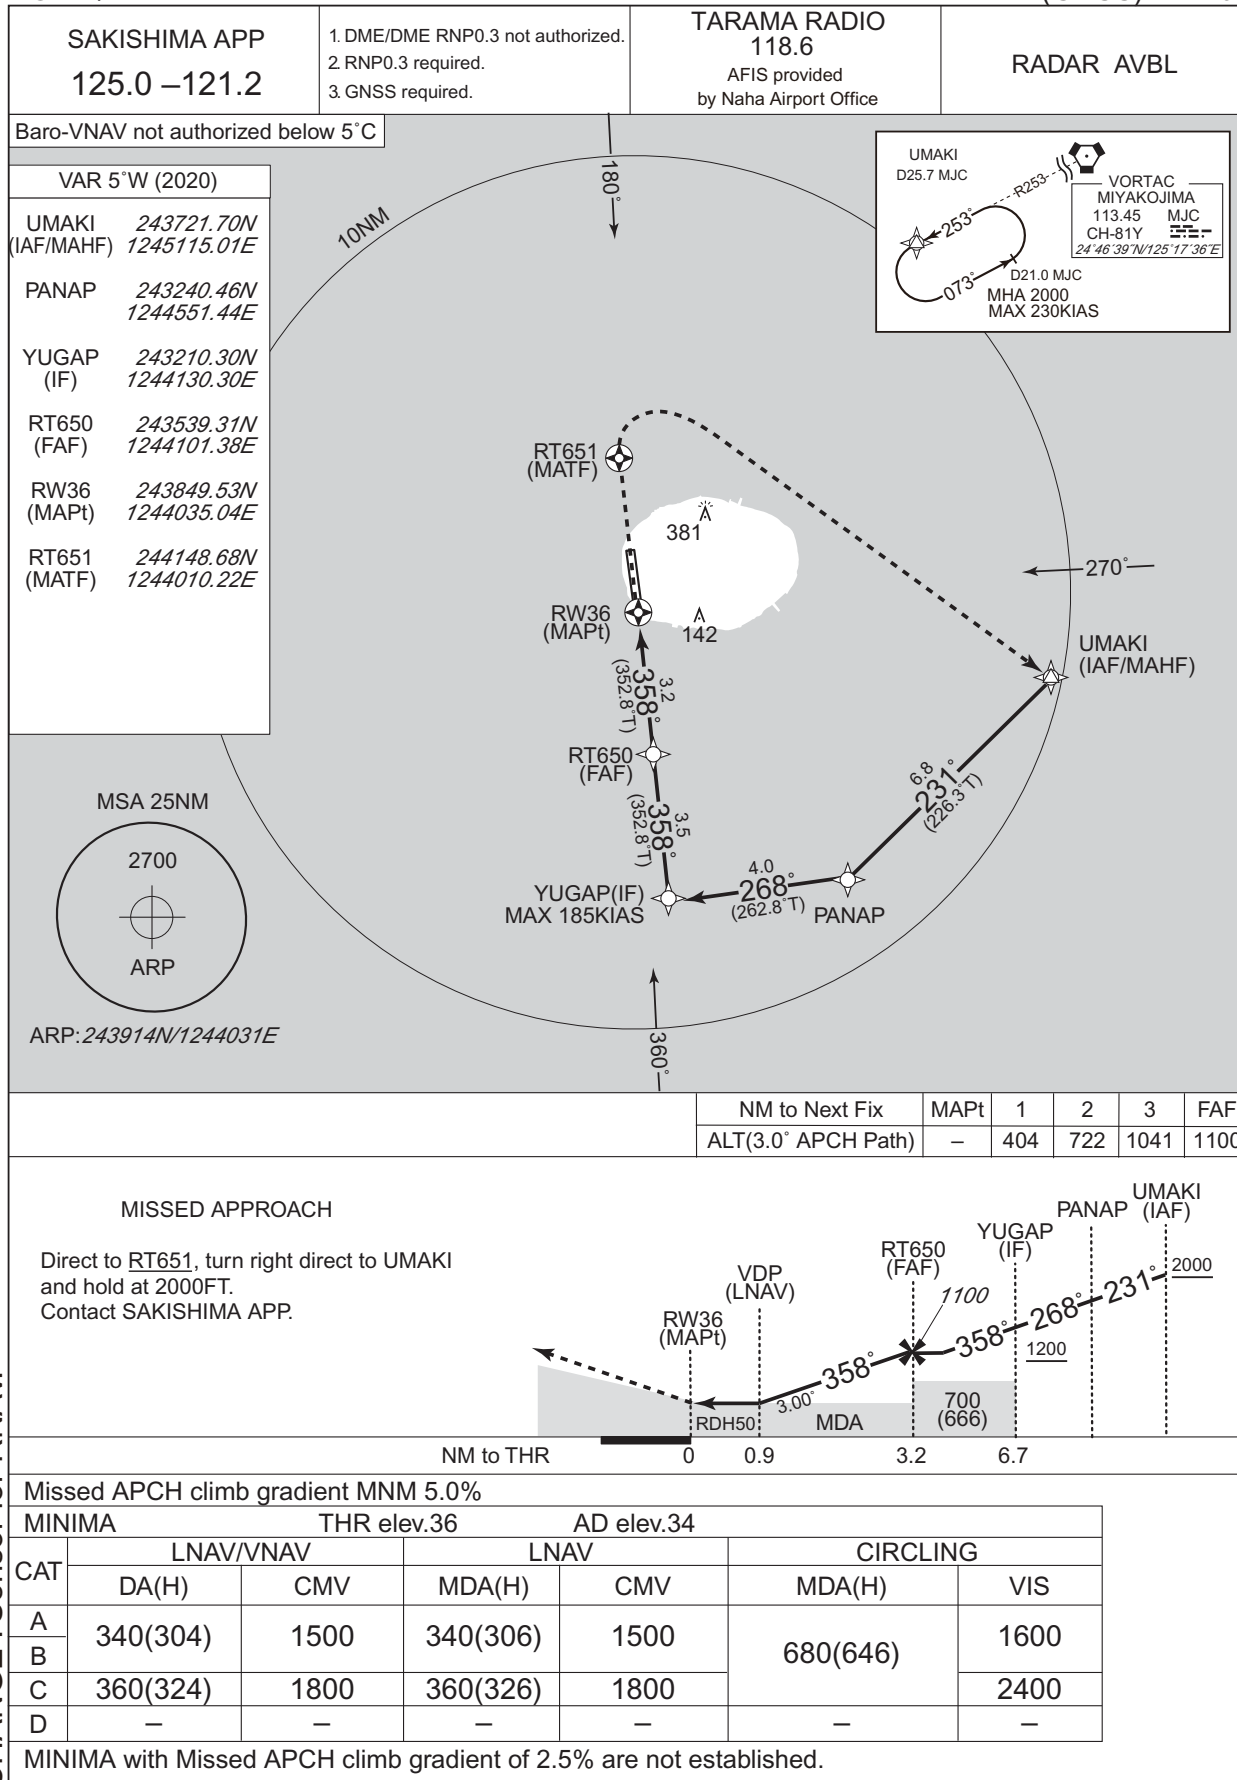 SAKISHIMA APP
125.0 –121.2
1. DME/DME RNP0.3 not authorized.
2. RNP0.3 required.
3. GNSS required.
TARAMA RADIO
118.6
AFIS provided
by Naha Airport Office
RADAR AVBL
Baro-VNAV not authorized below 5˚C
VAR 5˚W (2020)
UMAKI 243721.70N
(IAF/MAHF) 1245115.01E
PANAP 243240.46N
1244551.44E
YUGAP 243210.30N
(IF) 1244130.30E
RT650 243539.31N
(FAF) 1244101.38E
RW36 243849.53N
(MAPt) 1244035.04E
RT651 244148.68N
(MATF) 1244010.22E
10NM
180˚
UMAKI
D25.7 MJC
R253
253˚
073˚
D21.0 MJC
MHA 2000
MAX 230KIAS
VORTAC
MIYAKOJIMA
113.45 MJC
CH-81Y
24˚46´39˝N/125˚17´36˝E
RT651
(MATF)
381
270˚
RW36
(MAPt)
142
UMAKI
(IAF/MAHF)
3.2
358˚
(352.8˚T)
RT650
(FAF)
3.5
358˚
(352.8˚T)
6.8
231˚
(226.3˚T)
4.0
268˚
(262.8˚T)
PANAP
YUGAP(IF)
MAX 185KIAS
360˚
MSA 25NM
2700
ARP
ARP:243914N/1244031E
NM to Next Fix MAPt 1 2 3 FAF
ALT(3.0˚ APCH Path) – 404 722 1041 1100
MISSED APPROACH
Direct to RT651, turn right direct to UMAKI
and hold at 2000FT.
Contact SAKISHIMA APP.
RW36
(MAPt)
VDP
(LNAV)
RT650
(FAF)
1100
YUGAP
(IF)
PANAP
UMAKI
(IAF)
2000
231˚
268˚
1200
358˚
358˚
3.00˚
RDH50
MDA
700
(666)
NM to THR 0 0.9 3.2 6.7
Missed APCH climb gradient MNM 5.0%
MINIMA THR elev.36 AD elev.34
CAT LNAV/VNAV LNAV CIRCLING
DA(H) CMV MDA(H) CMV MDA(H) VIS
A 340(304) 1500 340(306) 1500 680(646) 1600
B
C 360(324) 1800 360(326) 1800 2400
D – – – – – –
MINIMA with Missed APCH climb gradient of 2.5% are not established.